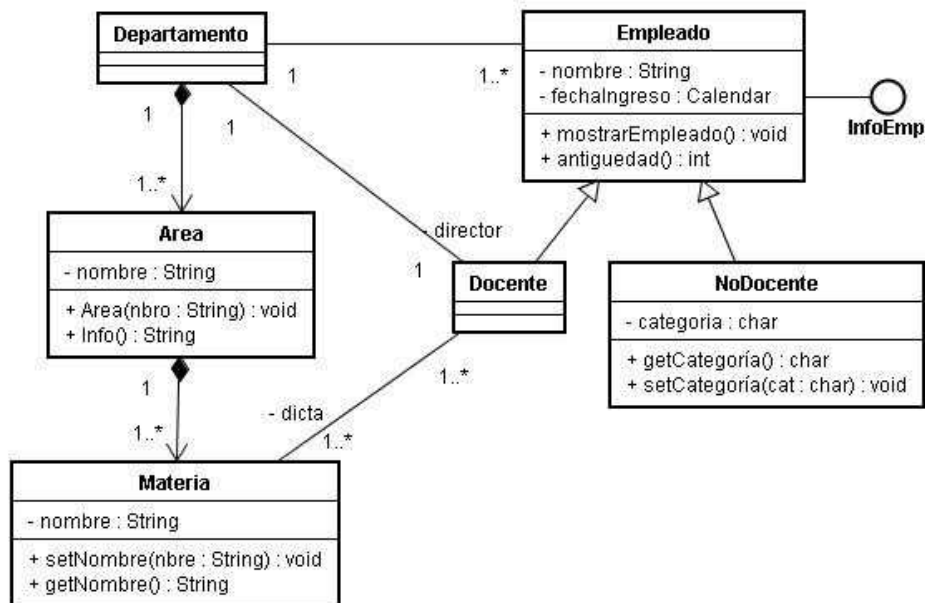 Departamento
1
1..*
Empleado
- nombre : String
- fechaIngreso : Calendar
+ mostrarEmpleado() : void
+ antiguedad() : int
InfoEmp
1
1
1..*
- director
1
Area
- nombre : String
+ Area(nbro : String) : void
+ Info() : String
Docente
NoDocente
- categoria : char
+ getCategoría() : char
+ setCategoría(cat : char) : void
1
1..*
1..*
- dicta
1..*
Materia
- nombre : String
+ setNombre(nbre : String) : void
+ getNombre() : String